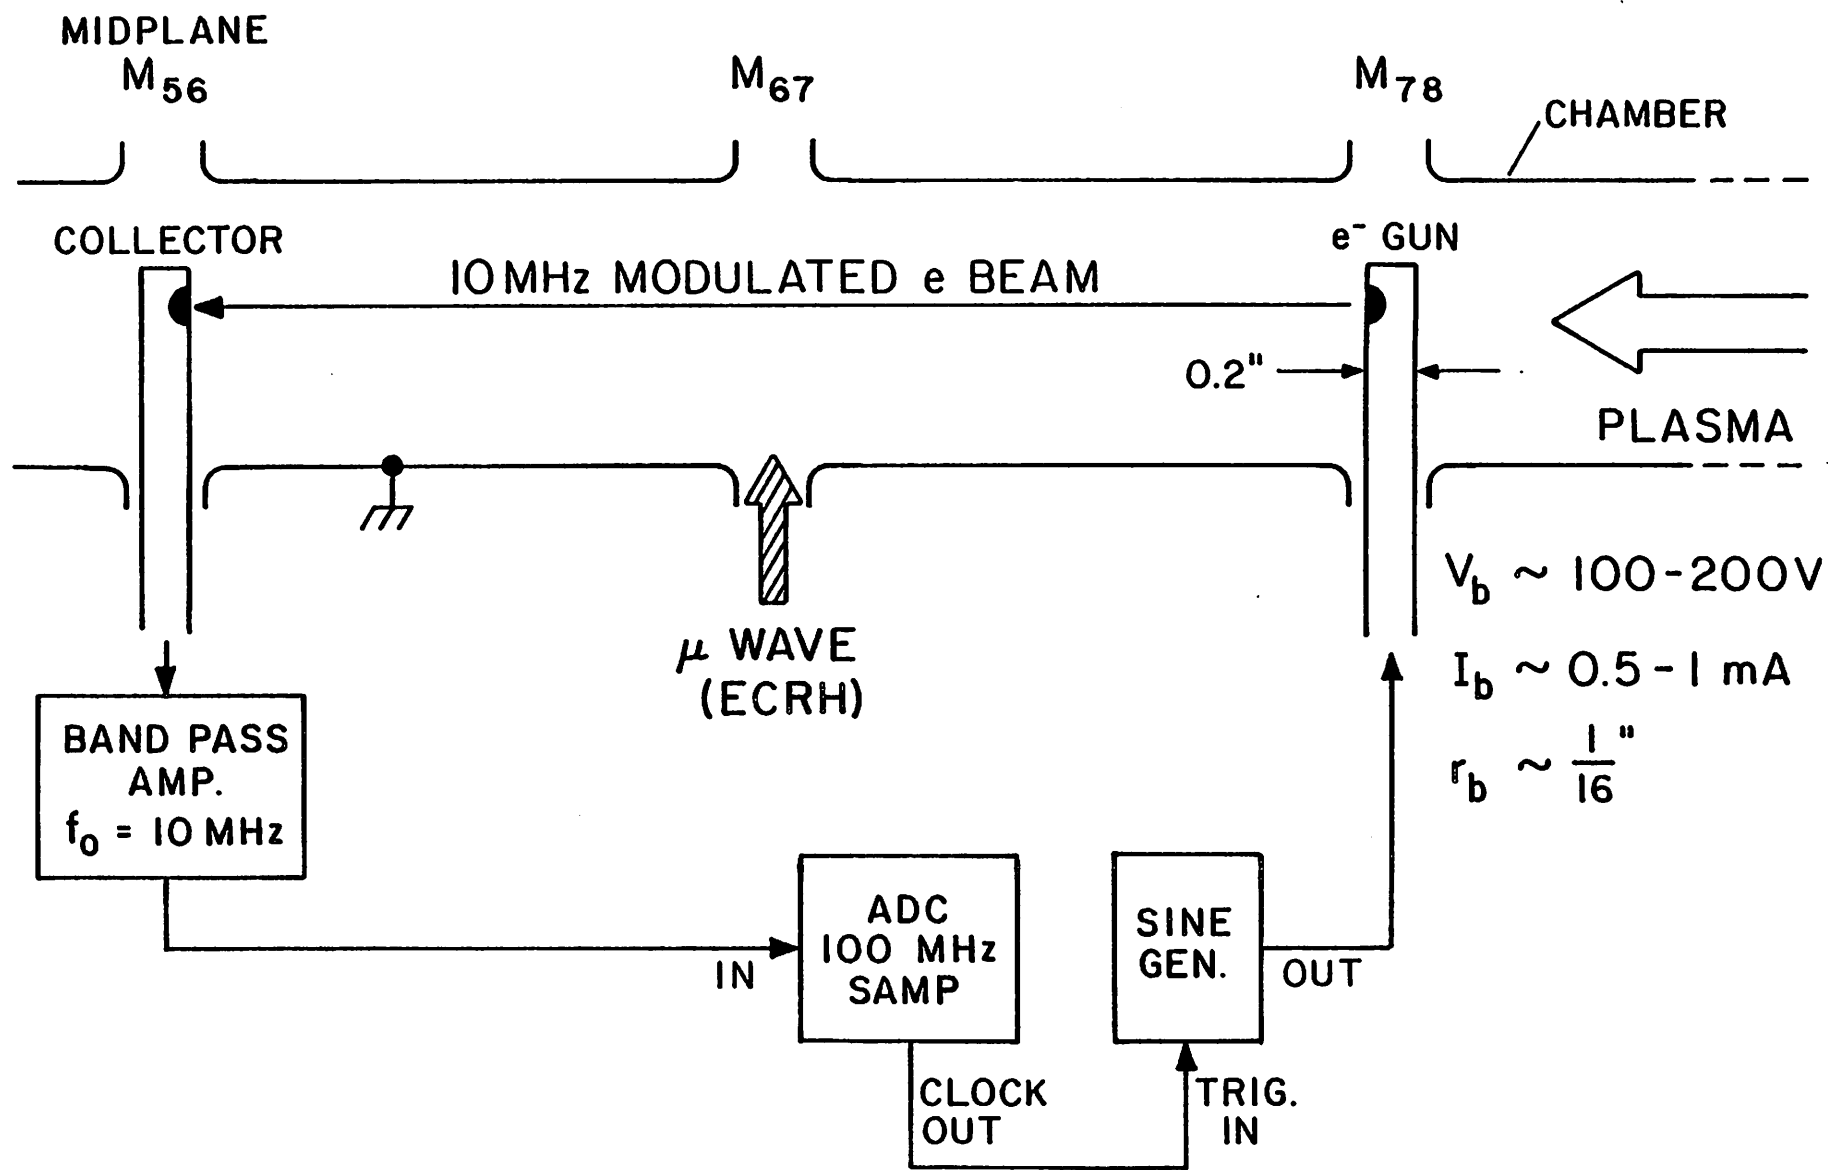 MIDPLANE
M56
M67
M78
CHAMBER
COLLECTOR
e- GUN
10 MHz MODULATED e BEAM
0.2"
PLASMA
Vb ~ 100-200V
μ WAVE
(ECRH)
Ib ~ 0.5 - 1 mA
rb ~ 1/16"
BAND PASS
AMP.
fo = 10 MHz
ADC
100 MHz
SAMP
SINE
GEN.
IN
OUT
CLOCK
OUT
TRIG.
IN